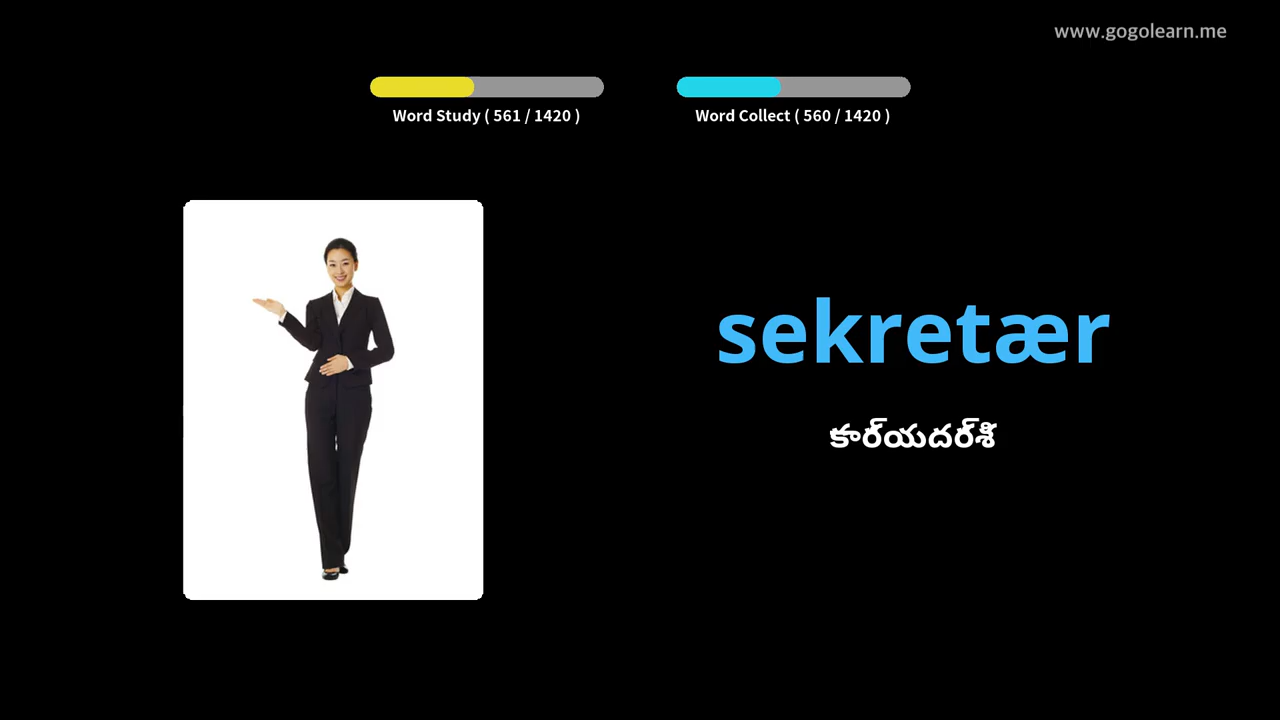 www.gogolearn.me
Word Study ( 561 / 1420 )
Word Collect ( 560 / 1420 )
sekretær
కార్‌యదర్‌శి